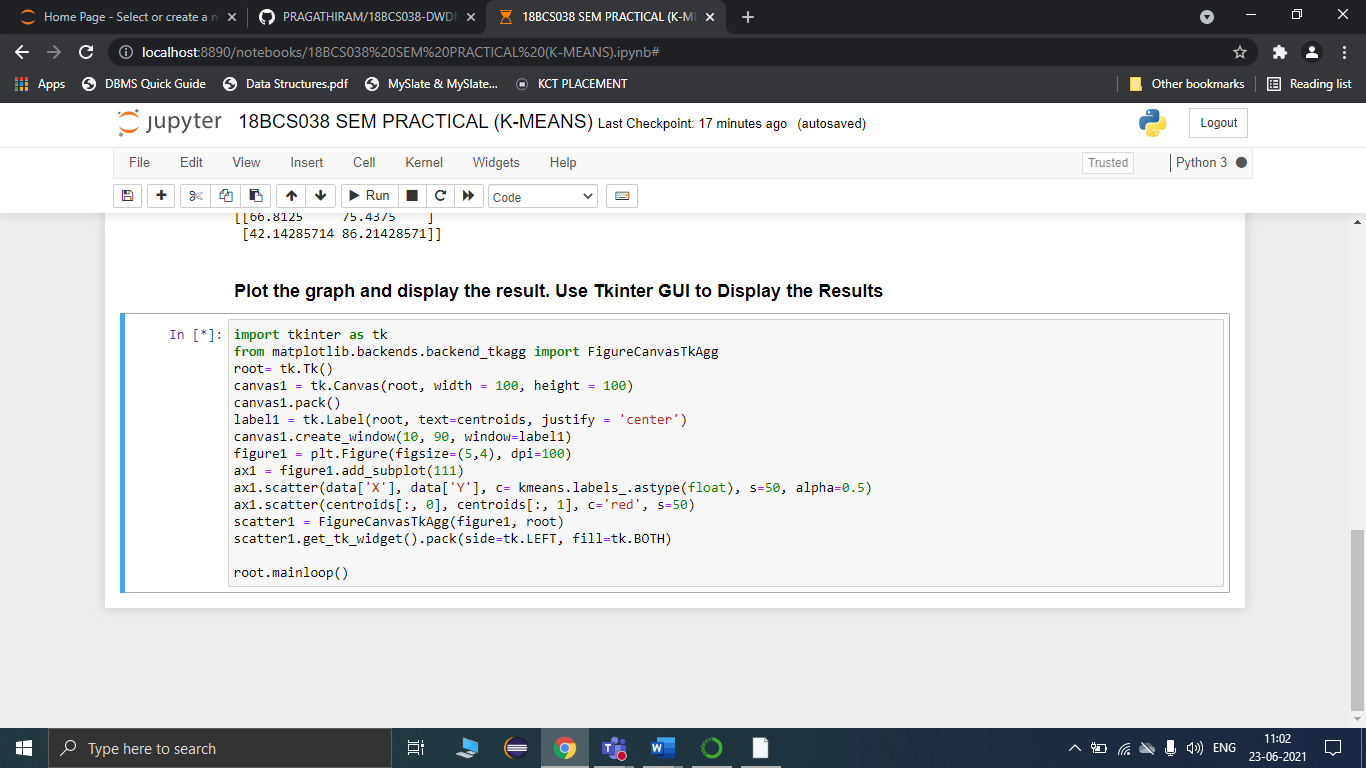 Home Page - Select or create a n
PRAGATHIRAM/18BCS038-DWD
18BCS038 SEM PRACTICAL (K-M
localhost:8890/notebooks/18BCS038%20SEM%20PRACTICAL%20(K-MEANS).ipynb#
Apps DBMS Quick Guide Data Structures.pdf MySlate & MySlate... KCT PLACEMENT Other bookmarks Reading list
jupyter 18BCS038 SEM PRACTICAL (K-MEANS) Last Checkpoint: 17 minutes ago (autosaved) Logout
File Edit View Insert Cell Kernel Widgets Help Trusted Python 3
Run Code
[[66.8125 75.4375 ]
[42.14285714 86.21428571]]
Plot the graph and display the result. Use Tkinter GUI to Display the Results
In [*]: import tkinter as tk
from matplotlib.backends.backend_tkagg import FigureCanvasTkAgg
root= tk.Tk()
canvas1 = tk.Canvas(root, width = 100, height = 100)
canvas1.pack()
label1 = tk.Label(root, text=centroids, justify = 'center')
canvas1.create_window(10, 90, window=label1)
figure1 = plt.Figure(figsize=(5,4), dpi=100)
ax1 = figure1.add_subplot(111)
ax1.scatter(data['X'], data['Y'], c= kmeans.labels_.astype(float), s=50, alpha=0.5)
ax1.scatter(centroids[:, 0], centroids[:, 1], c='red', s=50)
scatter1 = FigureCanvasTkAgg(figure1, root)
scatter1.get_tk_widget().pack(side=tk.LEFT, fill=tk.BOTH)
root.mainloop()
Type here to search
ENG
11:02
23-06-2021